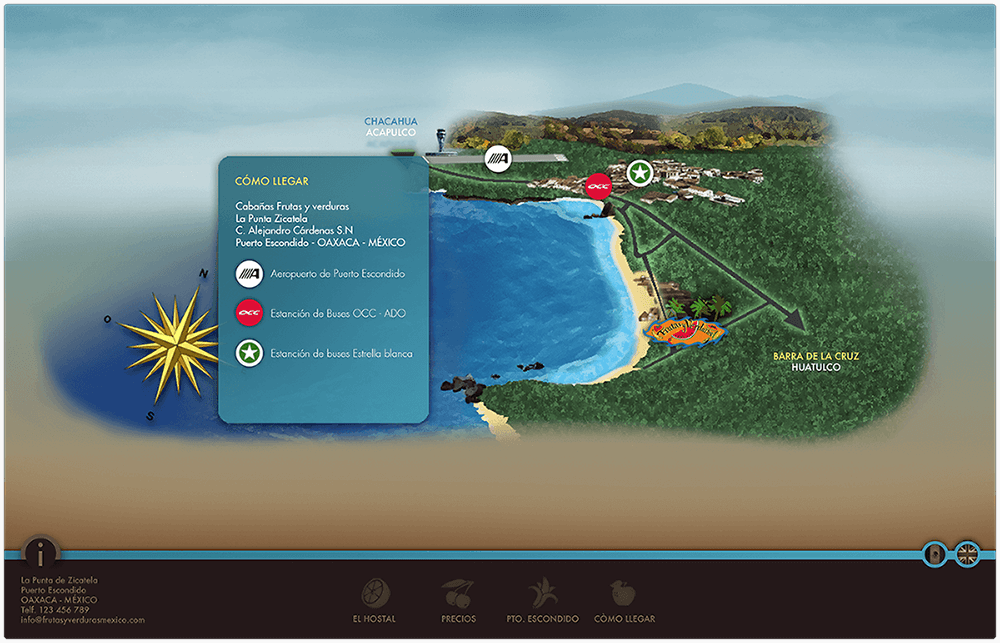 CHACAHUA
ACAPULCO
CÓMO LLEGAR
Cabañas Frutas y verduras
La Punta Zicatela
C. Alejandro Cárdenas S.N
Puerto Escondido - OAXACA - MÉXICO
Aeropuerto de Puerto Escondido
OCC
Estanción de Buses OCC - ADO
Estanción de buses Estrella blanca
N
O
S
OCC
BARRA DE LA CRUZ
HUATULCO
i
La Punta de Zicatela
Puerto Escondido
OAXACA - MÉXICO
Telf. 123 456 789
info@frutasyverdurasmexico.com
EL HOSTAL
PRECIOS
PTO. ESCONDIDO
CÓMO LLEGAR